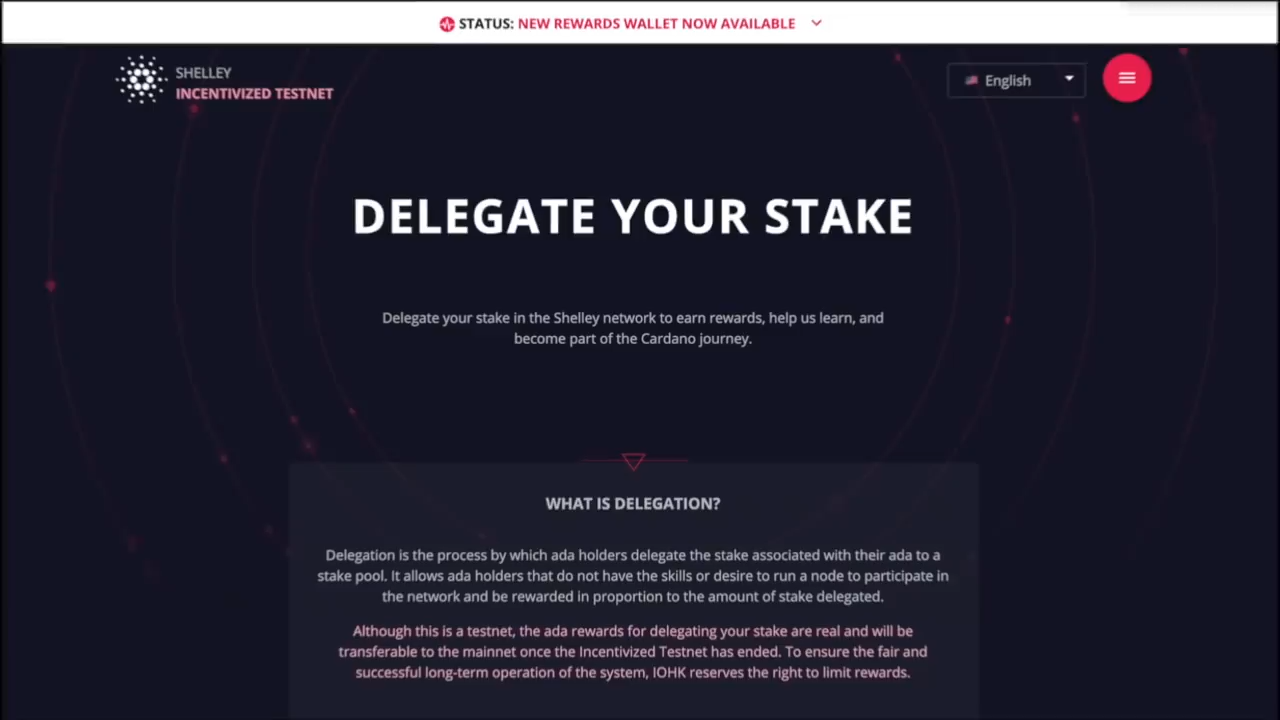 STATUS: NEW REWARDS WALLET NOW AVAILABLE
SHELLEY
INCENTIVIZED TESTNET
English
DELEGATE YOUR STAKE
Delegate your stake in the Shelley network to earn rewards, help us learn, and
become part of the Cardano journey.
WHAT IS DELEGATION?
Delegation is the process by which ada holders delegate the stake associated with their ada to a
stake pool. It allows ada holders that do not have the skills or desire to run a node to participate in
the network and be rewarded in proportion to the amount of stake delegated.
Although this is a testnet, the ada rewards for delegating your stake are real and will be
transferable to the mainnet once the Incentivized Testnet has ended. To ensure the fair and
successful long-term operation of the system, IOHK reserves the right to limit rewards.